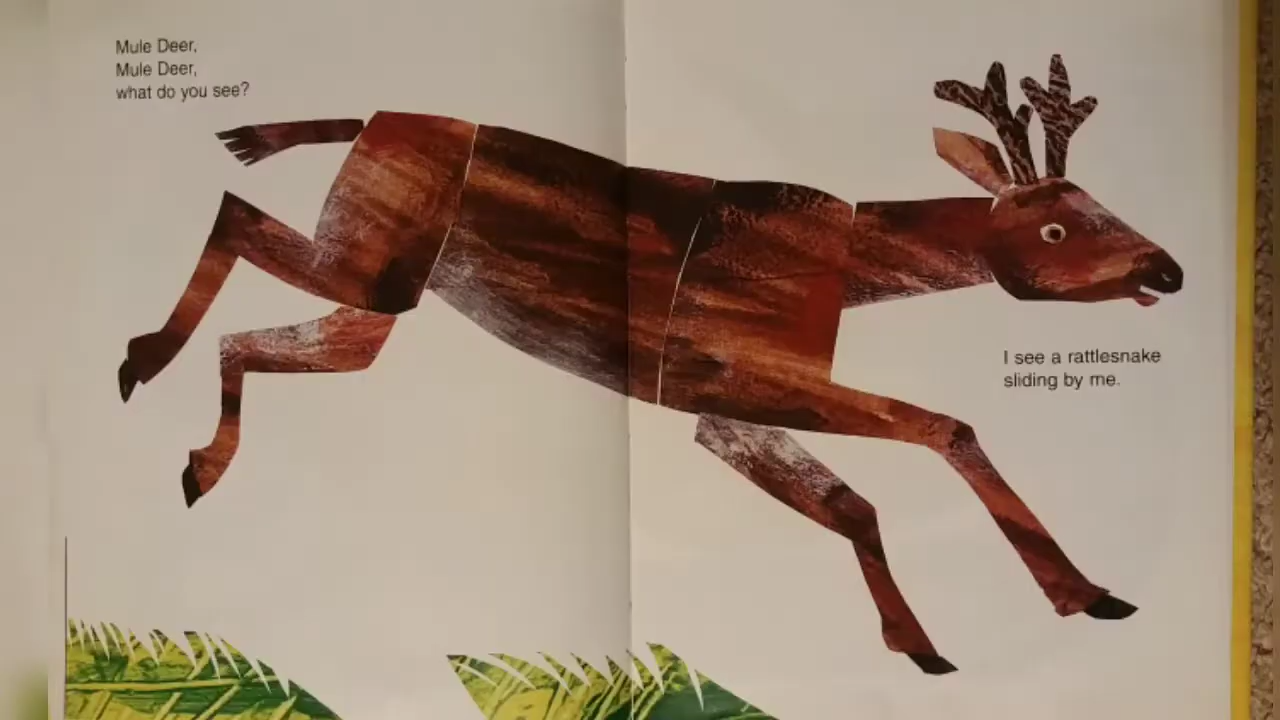 Mule Deer,
Mule Deer,
what do you see?
I see a rattlesnake
sliding by me.